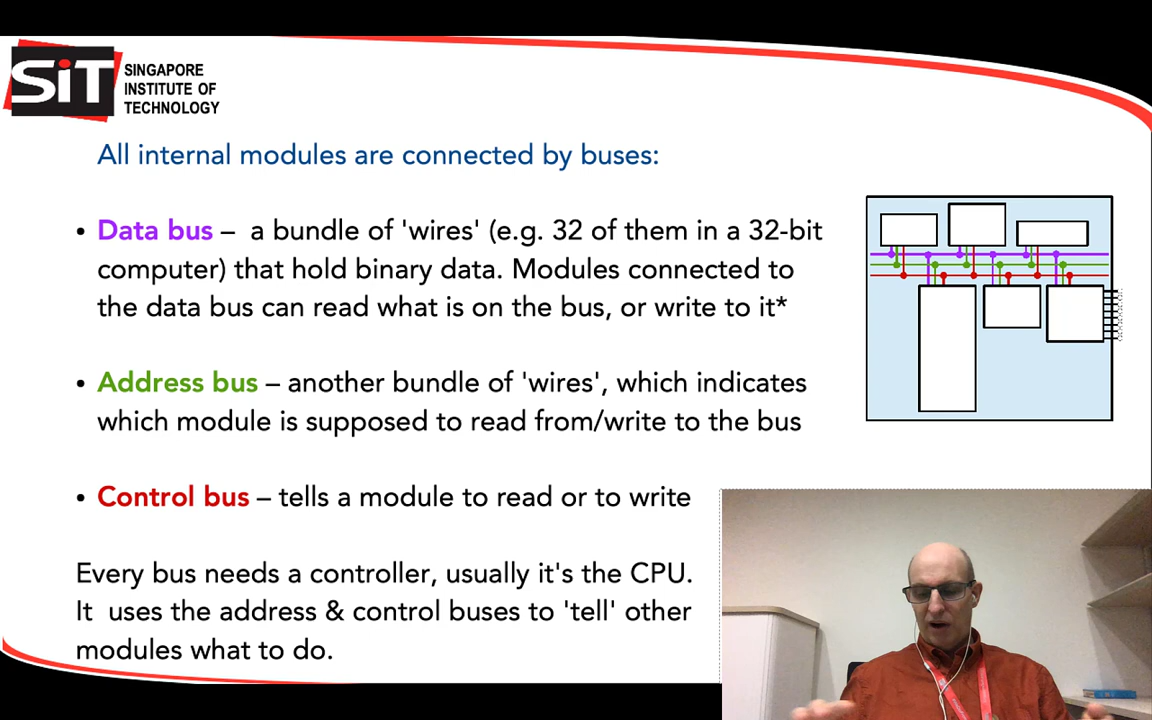 SiT
SINGAPORE
INSTITUTE OF
TECHNOLOGY
All internal modules are connected by buses:
• Data bus – a bundle of 'wires' (e.g. 32 of them in a 32-bit
computer) that hold binary data. Modules connected to
the data bus can read what is on the bus, or write to it*
• Address bus – another bundle of 'wires', which indicates
which module is supposed to read from/write to the bus
• Control bus – tells a module to read or to write
Every bus needs a controller, usually it's the CPU.
It uses the address & control buses to 'tell' other
modules what to do.